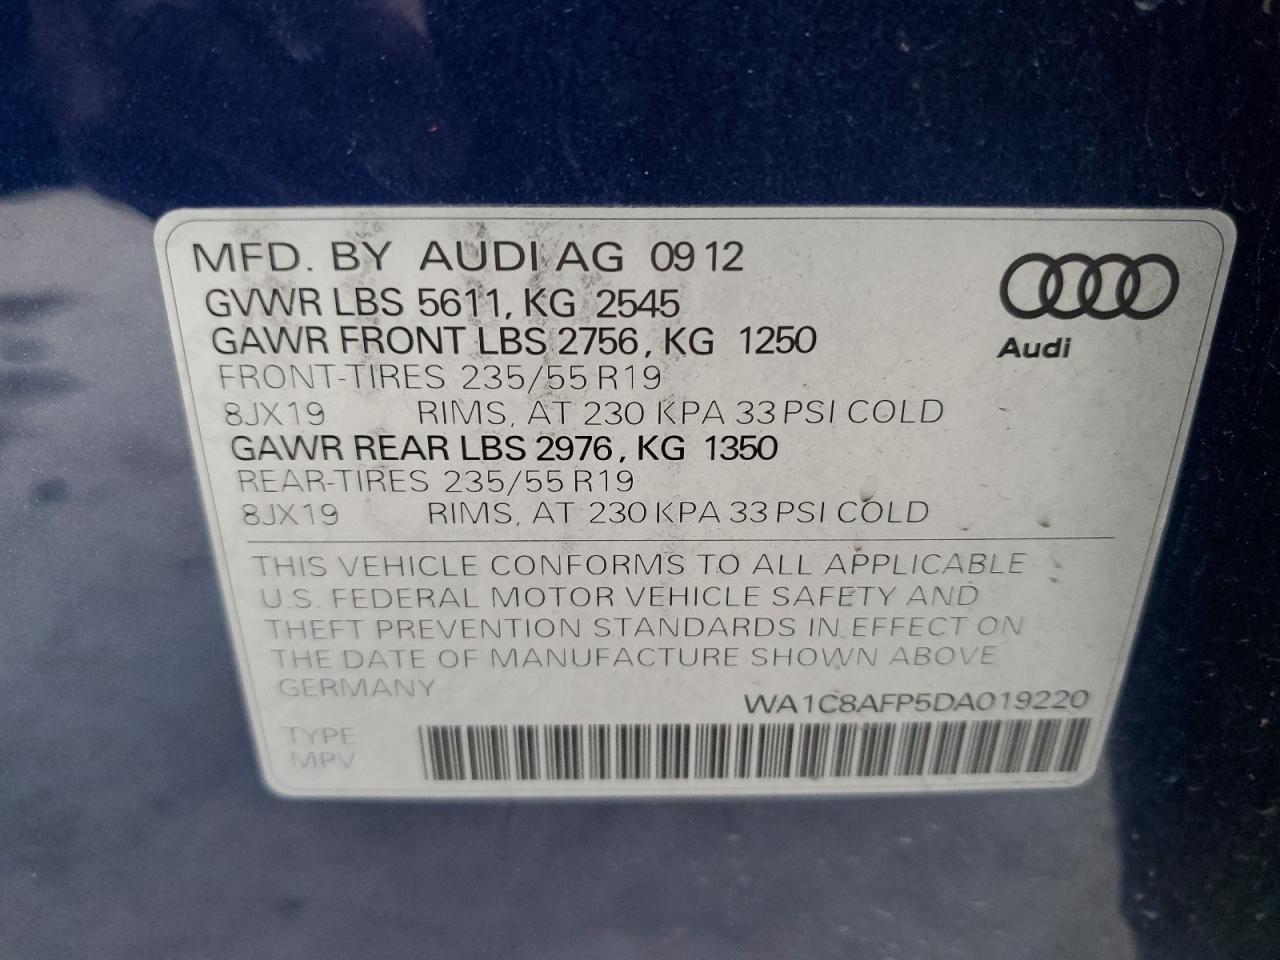 MFD. BY AUDI AG 09 12
GVWR LBS 5611, KG 2545
GAWR FRONT LBS 2756, KG 1250
FRONT-TIRES 235/55 R19
8JX19 RIMS, AT 230 KPA 33 PSI COLD
GAWR REAR LBS 2976, KG 1350
REAR-TIRES 235/55 R19
8JX19 RIMS, AT 230 KPA 33 PSI COLD
Audi
THIS VEHICLE CONFORMS TO ALL APPLICABLE
U.S. FEDERAL MOTOR VEHICLE SAFETY AND
THEFT PREVENTION STANDARDS IN EFFECT ON
THE DATE OF MANUFACTURE SHOWN ABOVE
GERMANY
WA1C8AFP5DA019220
TYPE
MPV